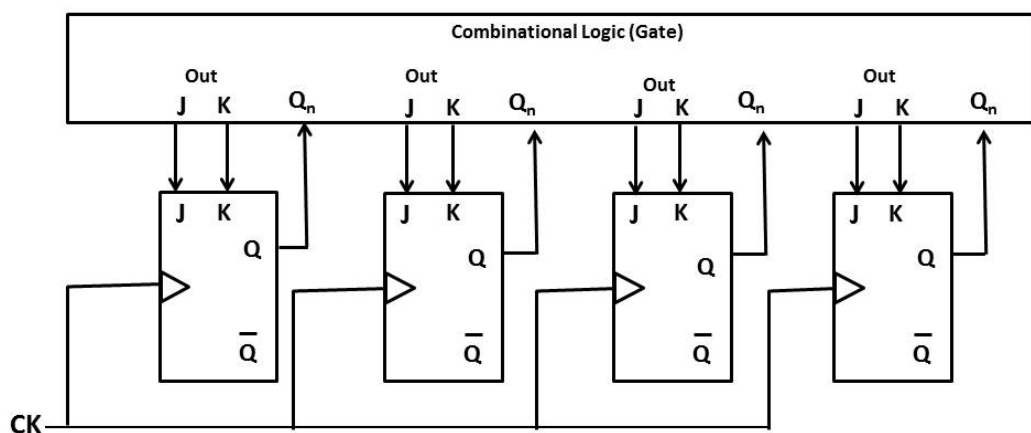 Combinational Logic (Gate)
Out Out Out Out
J K Qn J K Qn J K Qn J K Qn
J K J K J K J K
Q Q Q Q
Q̅ Q̅ Q̅ Q̅
CK